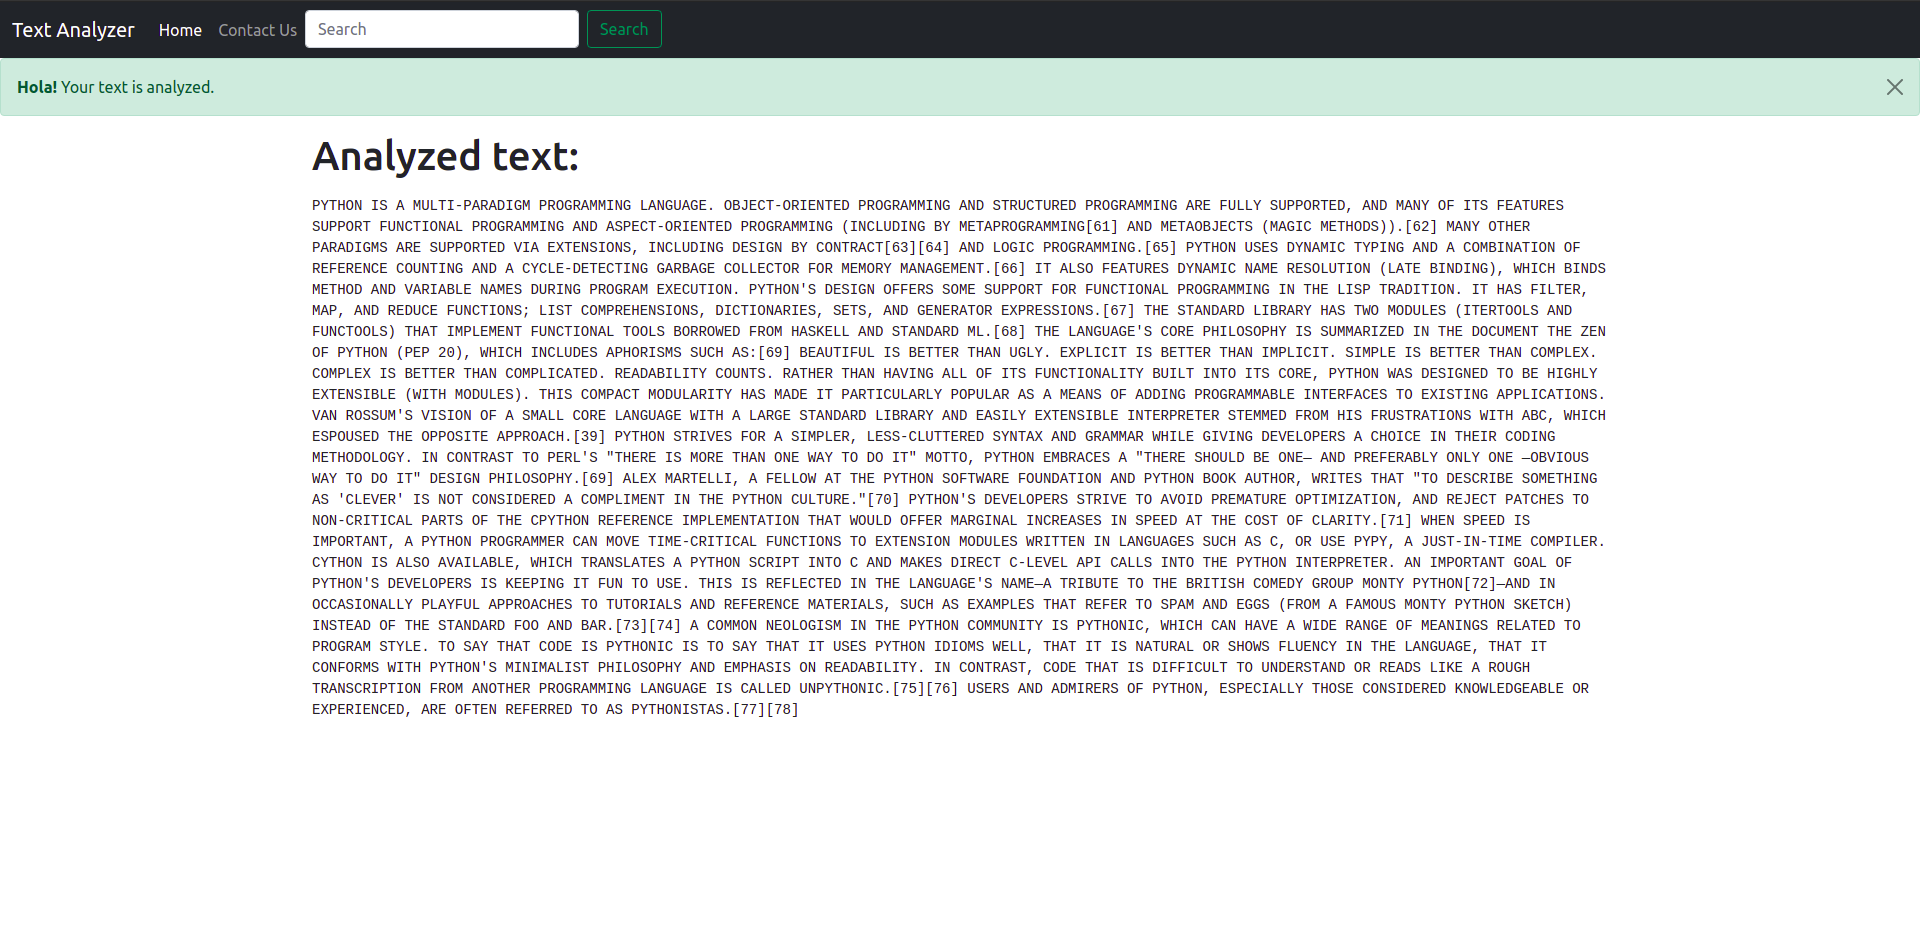 Text Analyzer Home Contact Us Search Search
Hola! Your text is analyzed.
Analyzed text:
PYTHON IS A MULTI-PARADIGM PROGRAMMING LANGUAGE. OBJECT-ORIENTED PROGRAMMING AND STRUCTURED PROGRAMMING ARE FULLY SUPPORTED, AND MANY OF ITS FEATURES
SUPPORT FUNCTIONAL PROGRAMMING AND ASPECT-ORIENTED PROGRAMMING (INCLUDING BY METAPROGRAMMING[61] AND METAOBJECTS (MAGIC METHODS)).[62] MANY OTHER
PARADIGMS ARE SUPPORTED VIA EXTENSIONS, INCLUDING DESIGN BY CONTRACT[63][64] AND LOGIC PROGRAMMING.[65] PYTHON USES DYNAMIC TYPING AND A COMBINATION OF
REFERENCE COUNTING AND A CYCLE-DETECTING GARBAGE COLLECTOR FOR MEMORY MANAGEMENT.[66] IT ALSO FEATURES DYNAMIC NAME RESOLUTION (LATE BINDING), WHICH BINDS
METHOD AND VARIABLE NAMES DURING PROGRAM EXECUTION. PYTHON'S DESIGN OFFERS SOME SUPPORT FOR FUNCTIONAL PROGRAMMING IN THE LISP TRADITION. IT HAS FILTER,
MAP, AND REDUCE FUNCTIONS; LIST COMPREHENSIONS, DICTIONARIES, SETS, AND GENERATOR EXPRESSIONS.[67] THE STANDARD LIBRARY HAS TWO MODULES (ITERTOOLS AND
FUNCTOOLS) THAT IMPLEMENT FUNCTIONAL TOOLS BORROWED FROM HASKELL AND STANDARD ML.[68] THE LANGUAGE'S CORE PHILOSOPHY IS SUMMARIZED IN THE DOCUMENT THE ZEN
OF PYTHON (PEP 20), WHICH INCLUDES APHORISMS SUCH AS:[69] BEAUTIFUL IS BETTER THAN UGLY. EXPLICIT IS BETTER THAN IMPLICIT. SIMPLE IS BETTER THAN COMPLEX.
COMPLEX IS BETTER THAN COMPLICATED. READABILITY COUNTS. RATHER THAN HAVING ALL OF ITS FUNCTIONALITY BUILT INTO ITS CORE, PYTHON WAS DESIGNED TO BE HIGHLY
EXTENSIBLE (WITH MODULES). THIS COMPACT MODULARITY HAS MADE IT PARTICULARLY POPULAR AS A MEANS OF ADDING PROGRAMMABLE INTERFACES TO EXISTING APPLICATIONS.
VAN ROSSUM'S VISION OF A SMALL CORE LANGUAGE WITH A LARGE STANDARD LIBRARY AND EASILY EXTENSIBLE INTERPRETER STEMMED FROM HIS FRUSTRATIONS WITH ABC, WHICH
ESPOUSED THE OPPOSITE APPROACH.[39] PYTHON STRIVES FOR A SIMPLER, LESS-CLUTTERED SYNTAX AND GRAMMAR WHILE GIVING DEVELOPERS A CHOICE IN THEIR CODING
METHODOLOGY. IN CONTRAST TO PERL'S "THERE IS MORE THAN ONE WAY TO DO IT" MOTTO, PYTHON EMBRACES A "THERE SHOULD BE ONE— AND PREFERABLY ONLY ONE —OBVIOUS
WAY TO DO IT" DESIGN PHILOSOPHY.[69] ALEX MARTELLI, A FELLOW AT THE PYTHON SOFTWARE FOUNDATION AND PYTHON BOOK AUTHOR, WRITES THAT "TO DESCRIBE SOMETHING
AS 'CLEVER' IS NOT CONSIDERED A COMPLIMENT IN THE PYTHON CULTURE."[70] PYTHON'S DEVELOPERS STRIVE TO AVOID PREMATURE OPTIMIZATION, AND REJECT PATCHES TO
NON-CRITICAL PARTS OF THE CPYTHON REFERENCE IMPLEMENTATION THAT WOULD OFFER MARGINAL INCREASES IN SPEED AT THE COST OF CLARITY.[71] WHEN SPEED IS
IMPORTANT, A PYTHON PROGRAMMER CAN MOVE TIME-CRITICAL FUNCTIONS TO EXTENSION MODULES WRITTEN IN LANGUAGES SUCH AS C, OR USE PYPY, A JUST-IN-TIME COMPILER.
CYTHON IS ALSO AVAILABLE, WHICH TRANSLATES A PYTHON SCRIPT INTO C AND MAKES DIRECT C-LEVEL API CALLS INTO THE PYTHON INTERPRETER. AN IMPORTANT GOAL OF
PYTHON'S DEVELOPERS IS KEEPING IT FUN TO USE. THIS IS REFLECTED IN THE LANGUAGE'S NAME—A TRIBUTE TO THE BRITISH COMEDY GROUP MONTY PYTHON[72]—AND IN
OCCASIONALLY PLAYFUL APPROACHES TO TUTORIALS AND REFERENCE MATERIALS, SUCH AS EXAMPLES THAT REFER TO SPAM AND EGGS (FROM A FAMOUS MONTY PYTHON SKETCH)
INSTEAD OF THE STANDARD FOO AND BAR.[73][74] A COMMON NEOLOGISM IN THE PYTHON COMMUNITY IS PYTHONIC, WHICH CAN HAVE A WIDE RANGE OF MEANINGS RELATED TO
PROGRAM STYLE. TO SAY THAT CODE IS PYTHONIC IS TO SAY THAT IT USES PYTHON IDIOMS WELL, THAT IT IS NATURAL OR SHOWS FLUENCY IN THE LANGUAGE, THAT IT
CONFORMS WITH PYTHON'S MINIMALIST PHILOSOPHY AND EMPHASIS ON READABILITY. IN CONTRAST, CODE THAT IS DIFFICULT TO UNDERSTAND OR READS LIKE A ROUGH
TRANSCRIPTION FROM ANOTHER PROGRAMMING LANGUAGE IS CALLED UNPYTHONIC.[75][76] USERS AND ADMIRERS OF PYTHON, ESPECIALLY THOSE CONSIDERED KNOWLEDGEABLE OR
EXPERIENCED, ARE OFTEN REFERRED TO AS PYTHONISTAS.[77][78]